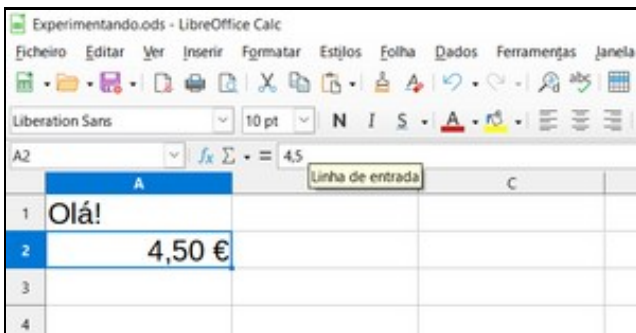 Experimentando.ods - LibreOffice Calc
Ficheiro Editar Ver Inserir Formatar Estilos Folha Dados Ferramentas Janela
Liberation Sans 10 pt N I S A
A2 fx Σ = 4,5
Linha de entrada
A C
1 Olá!
2 4,50 €
3
4